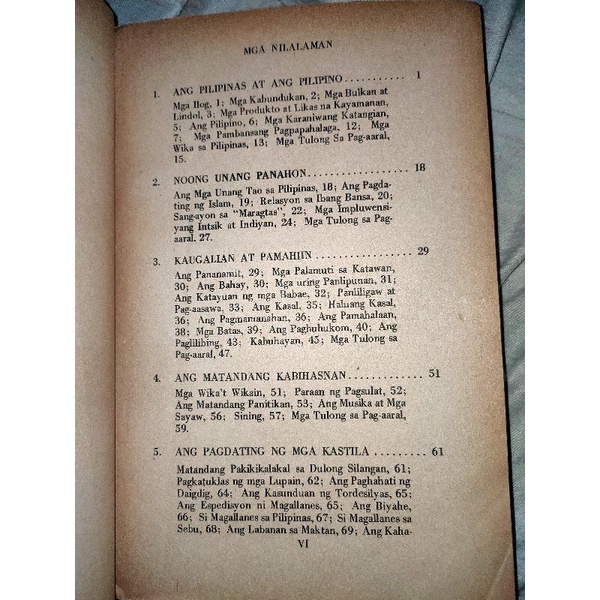 MGA NILALAMAN
1. ANG PILIPINAS AT ANG PILIPINO ........... 1
Mga Ilog, 1; Mga Kabundukan, 2; Mga Bulkan at
Lindol, 3; Mga Produkto at Likas na Kayamanan,
5; Ang Pilipino, 6; Mga Karaniwang Katangian,
7; Mga Pambansang Pagpapahalaga, 12; Mga
Wika sa Pilipinas, 13; Mga Tulong Sa Pag-aaral,
15.
2. NOONG UNANG PANAHON ................. 18
Ang Mga Unang Tao sa Pilipinas, 18; Ang Pagda-
ting ng Islam, 19; Relasyon sa Ibang Bansa, 20;
Sang-ayon sa "Maragtas", 22; Mga Impluwensi-
yang Intsik at Indiyan, 24; Mga Tulong sa Pag-
aaral. 27.
3. KAUGALIAN AT PAMAHIIN ................. 29
Ang Pananamit, 29; Mga Palamuti sa Katawan,
30; Ang Bahay, 30; Mga uring Panlipunan, 31;
Ang Katayuan ng mga Babae, 32; Panliligaw at
Pag-aasawa, 33; Ang Kasal, 35; Haluang Kasal,
36; Ang Pagmamanahan, 36; Ang Pamahalaan,
38; Mga Batas, 39; Ang Paghuhukom, 40; Ang
Paglilibing, 43; Kabuhayan, 45; Mga Tulong sa
Pag-aaral, 47.
4. ANG MATANDANG KABIHASNAN ............ 51
Mga Wika't Wikain, 51; Paraan ng Pagsulat, 52;
Ang Matandang Panitikan, 53; Ang Musika at Mga
Sayaw, 56; Sining, 57; Mga Tulong sa Pag-aaral,
59.
5. ANG PAGDATING NG MGA KASTILA ......... 61
Matandang Pakikikalakal sa Dulong Silangan, 61;
Pagkatuklas ng mga Lupain, 62; Ang Paghahati ng
Daigdig, 64; Ang Kasunduan ng Tordesilyas, 65;
Ang Espedisyon ni Magallanes, 65; Ang Biyahe,
66; Si Magallanes sa Pilipinas, 67; Si Magallanes sa
Sebu, 68; Ang Labanan sa Maktan, 69; Ang Kaha-
VI